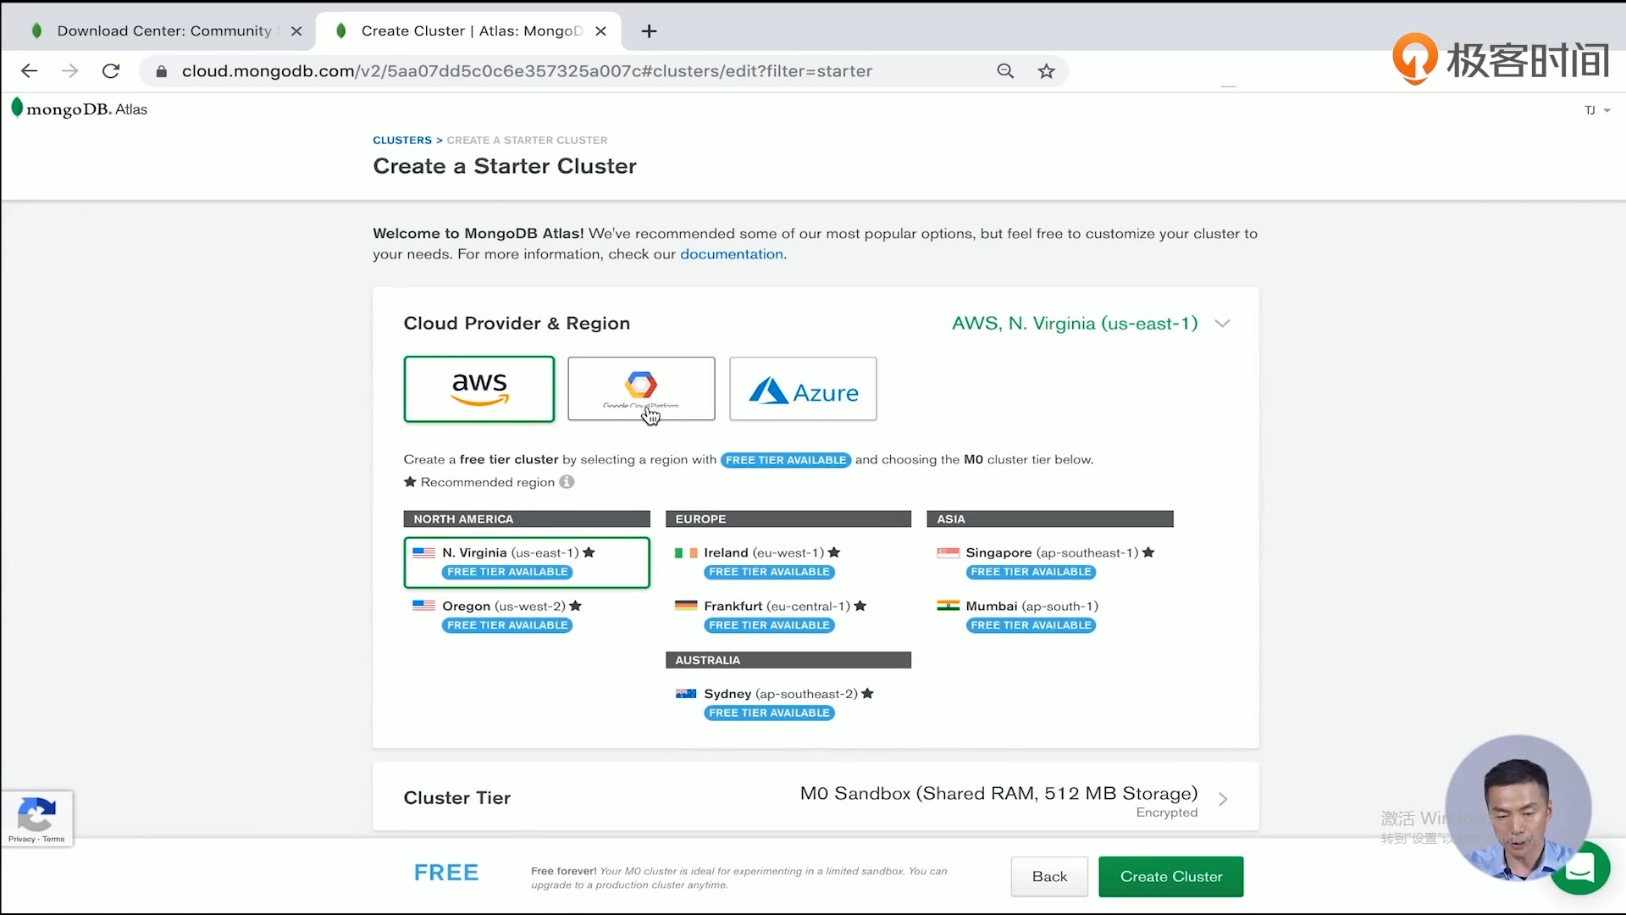 Download Center: Community
Create Cluster | Atlas: MongoD
cloud.mongodb.com/v2/5aa07dd5c0c6e357325a007c#clusters/edit?filter=starter
极客时间
mongoDB. Atlas
TJ
CLUSTERS > CREATE A STARTER CLUSTER
Create a Starter Cluster
Welcome to MongoDB Atlas! We've recommended some of our most popular options, but feel free to customize your cluster to
your needs. For more information, check our documentation.
Cloud Provider & Region
AWS, N. Virginia (us-east-1)
aws
Google Cloud Platform
Azure
Create a free tier cluster by selecting a region with FREE TIER AVAILABLE and choosing the M0 cluster tier below.
Recommended region
NORTH AMERICA
N. Virginia (us-east-1)
FREE TIER AVAILABLE
Oregon (us-west-2)
FREE TIER AVAILABLE
EUROPE
Ireland (eu-west-1)
FREE TIER AVAILABLE
Frankfurt (eu-central-1)
FREE TIER AVAILABLE
AUSTRALIA
Sydney (ap-southeast-2)
FREE TIER AVAILABLE
ASIA
Singapore (ap-southeast-1)
FREE TIER AVAILABLE
Mumbai (ap-south-1)
FREE TIER AVAILABLE
Cluster Tier
M0 Sandbox (Shared RAM, 512 MB Storage)
Encrypted
Privacy - Terms
激活 Windows
转到"设置"以
FREE
Free forever! Your M0 cluster is ideal for experimenting in a limited sandbox. You can
upgrade to a production cluster anytime.
Back
Create Cluster